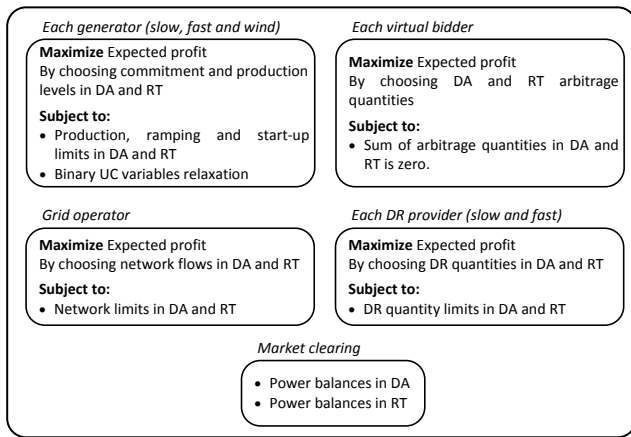 Each generator (slow, fast and wind)
Maximize Expected profit
By choosing commitment and production
levels in DA and RT
Subject to:
• Production, ramping and start-up
limits in DA and RT
• Binary UC variables relaxation
Each virtual bidder
Maximize Expected profit
By choosing DA and RT arbitrage
quantities
Subject to:
• Sum of arbitrage quantities in DA and
RT is zero.
Grid operator
Maximize Expected profit
By choosing network flows in DA and RT
Subject to:
• Network limits in DA and RT
Each DR provider (slow and fast)
Maximize Expected profit
By choosing DR quantities in DA and RT
Subject to:
• DR quantity limits in DA and RT
Market clearing
• Power balances in DA
• Power balances in RT